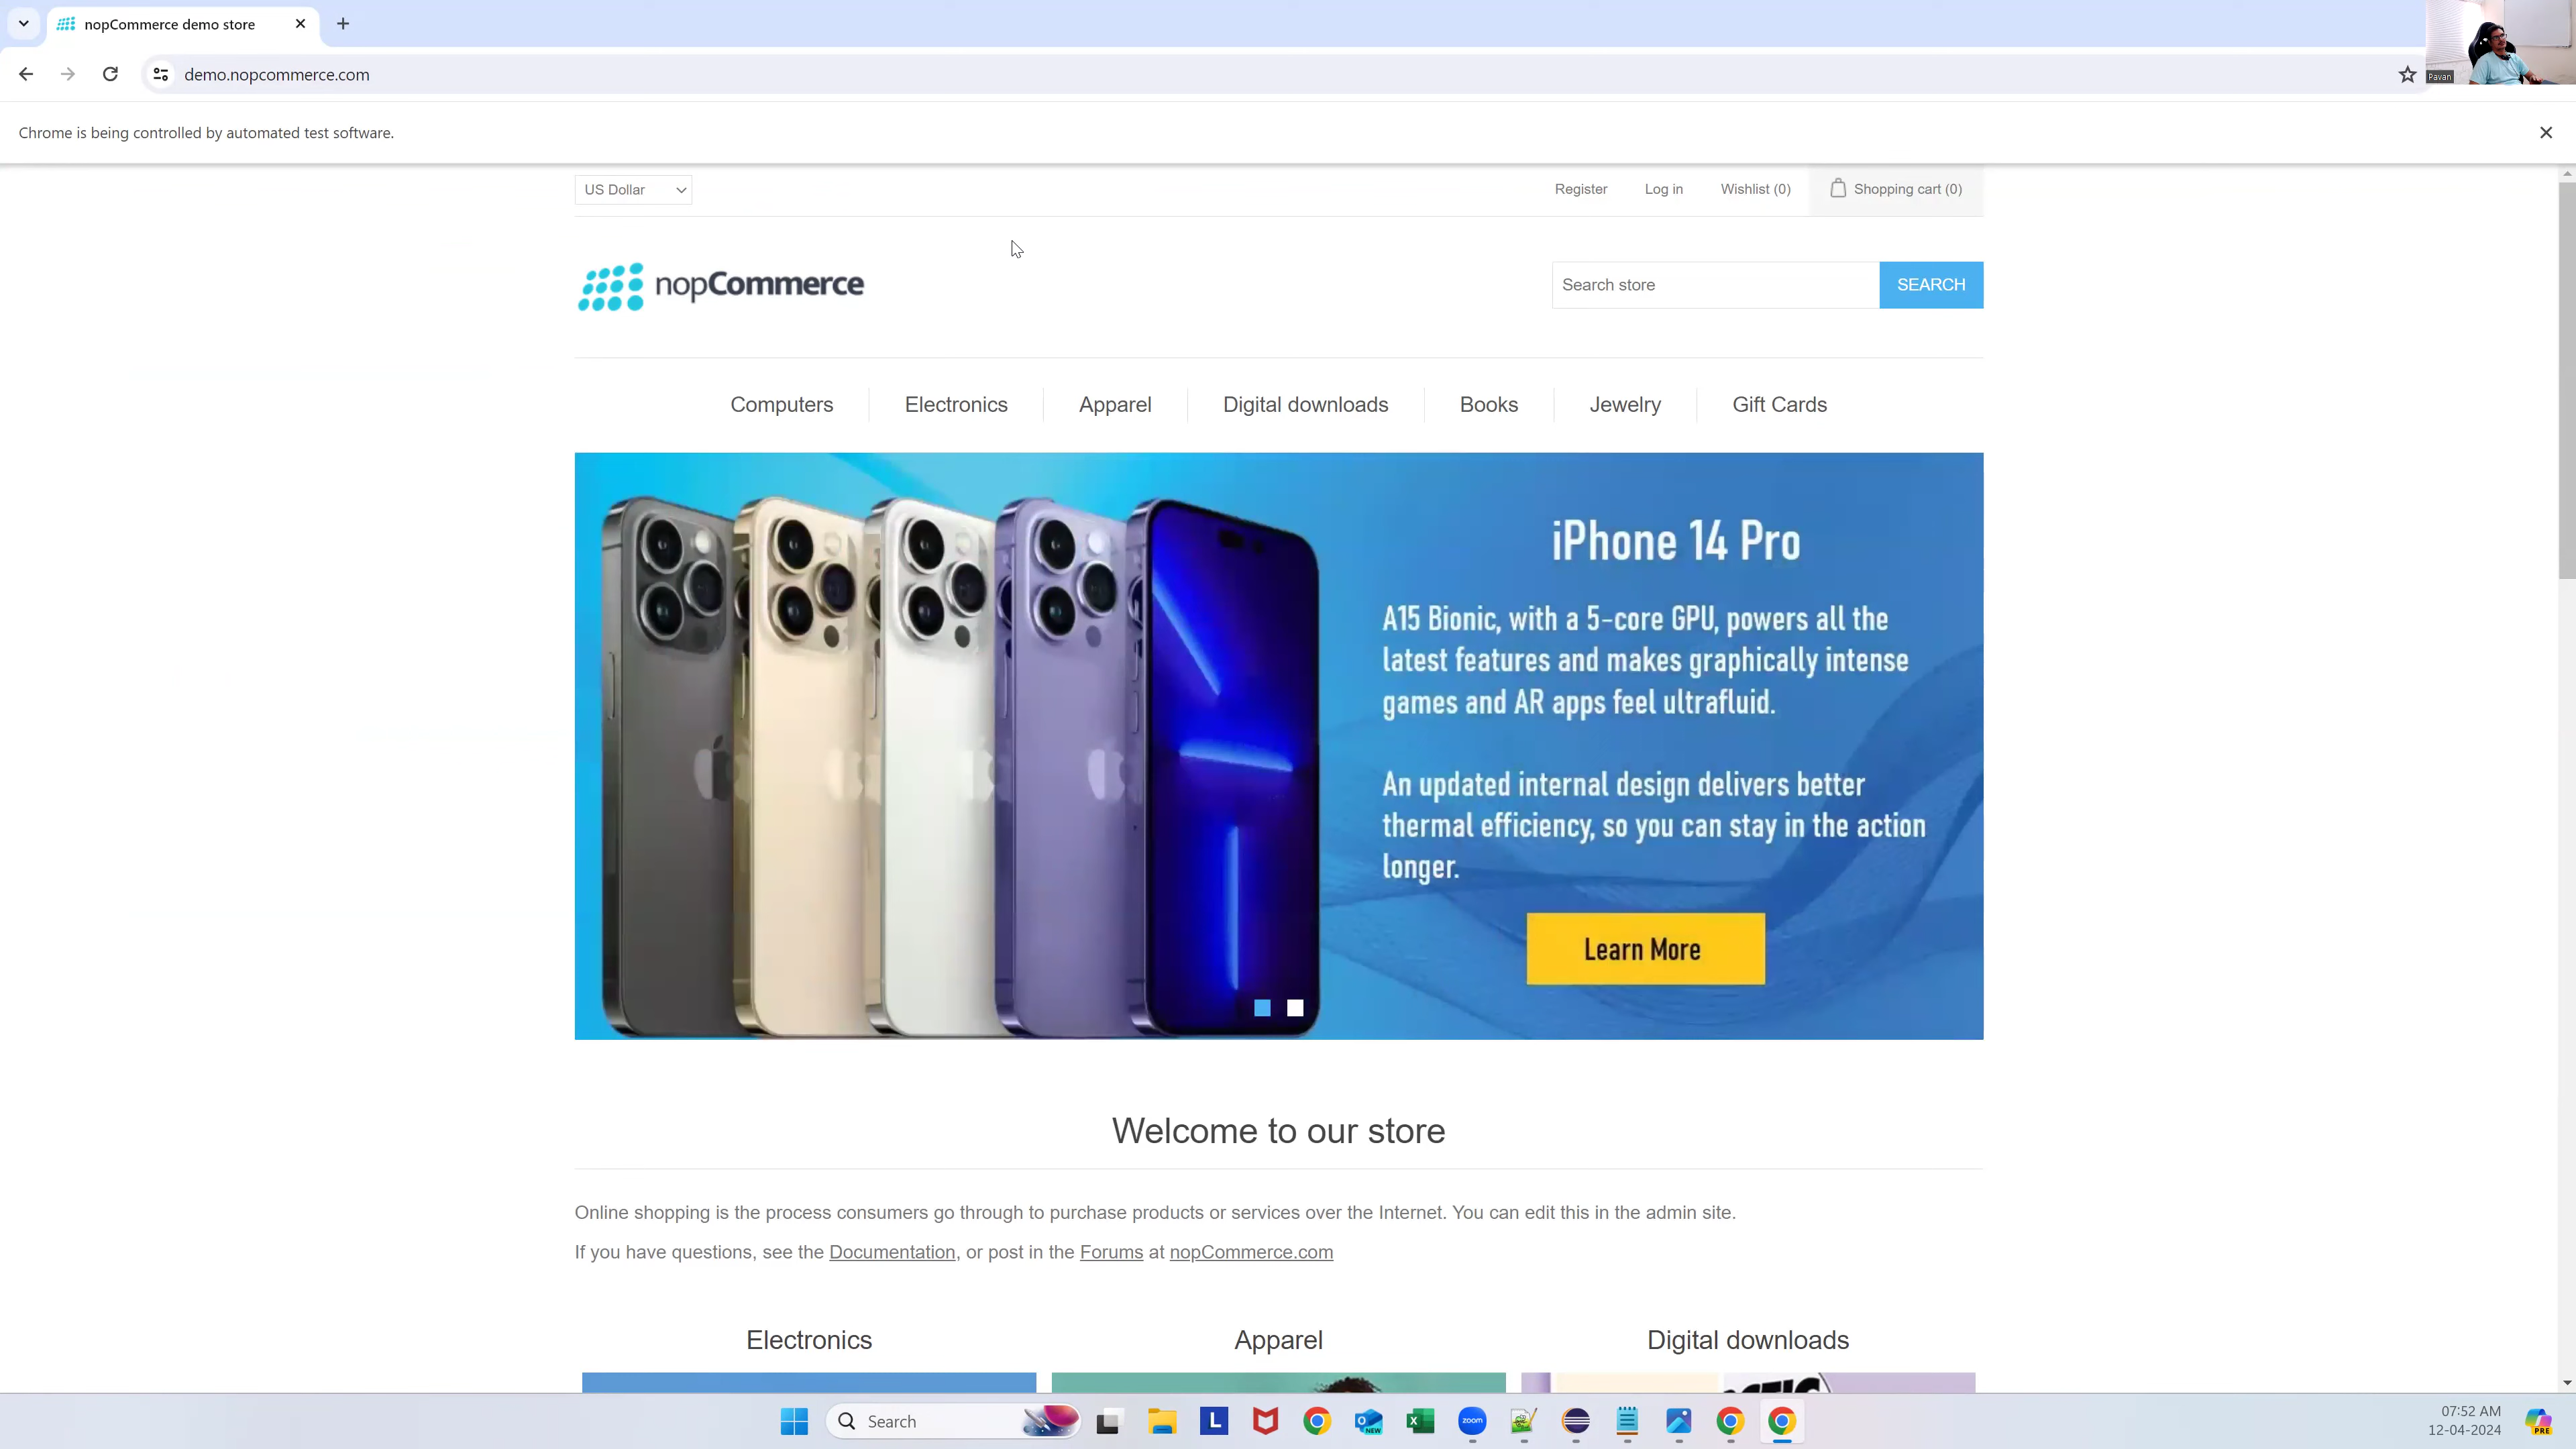 nopCommerce demo store
demo.nopcommerce.com
Pavan
Chrome is being controlled by automated test software.
US Dollar
Register
Log in
Wishlist (0)
Shopping cart (0)
nopCommerce
Search store
SEARCH
Computers
Electronics
Apparel
Digital downloads
Books
Jewelry
Gift Cards
iPhone 14 Pro
A15 Bionic, with a 5-core GPU, powers all the
latest features and makes graphically intense
games and AR apps feel ultrafluid.
An updated internal design delivers better
thermal efficiency, so you can stay in the action
longer.
Learn More
Welcome to our store
Online shopping is the process consumers go through to purchase products or services over the Internet. You can edit this in the admin site.
If you have questions, see the Documentation, or post in the Forums at nopCommerce.com
Electronics
Apparel
Digital downloads
Search
L
NEW
zoom
07:52 AM
12-04-2024
PRE